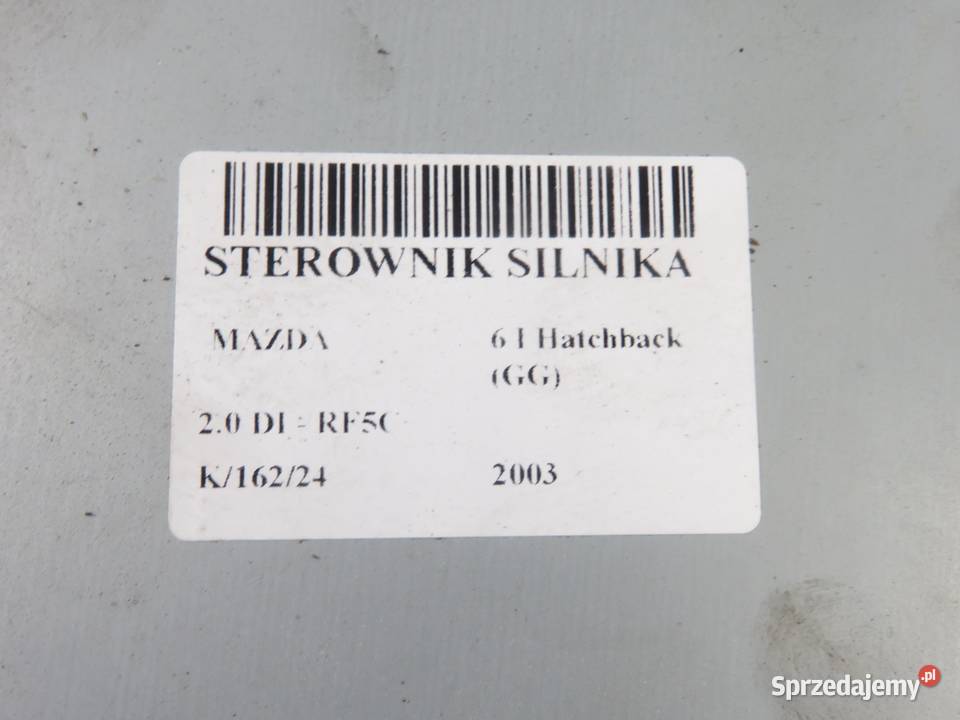 STEROWNIK SILNIKA
MAZDA
6 I Hatchback
(GG)
2.0 DI - RF5C
K/162/24
2003
Sprzedajemy.pl